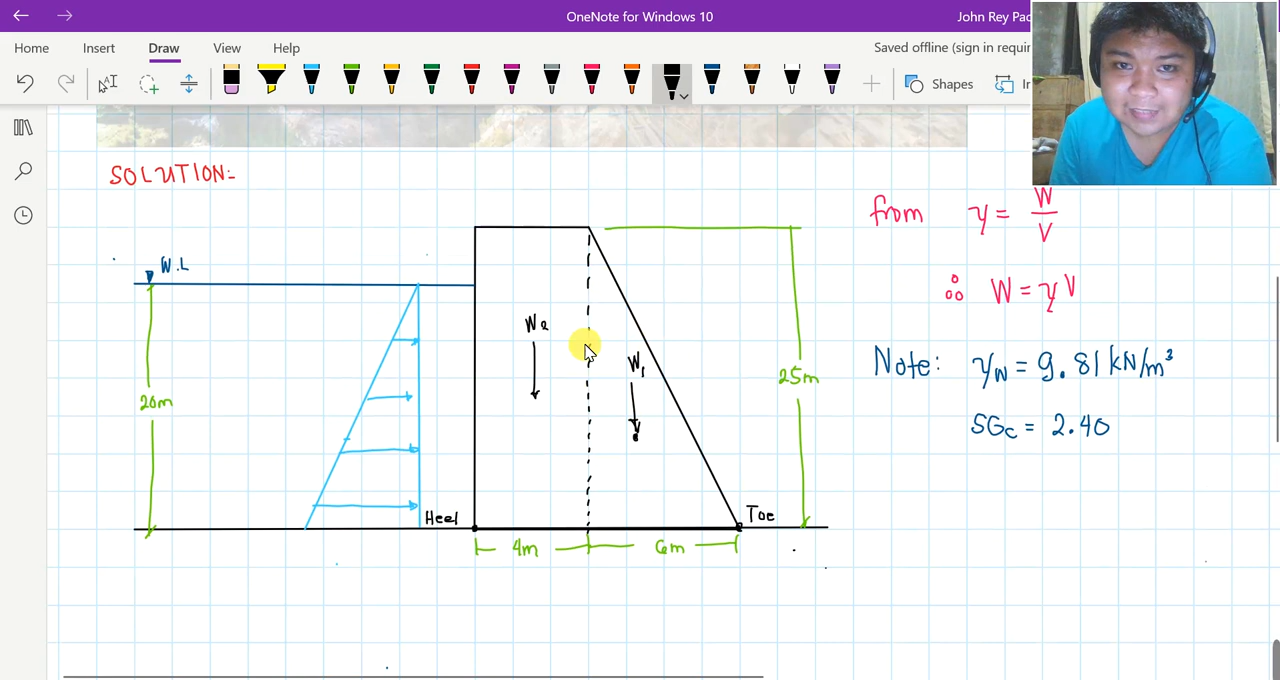 OneNote for Windows 10
John Rey Pac
Home Insert Draw View Help
Saved offline (sign in requir
Shapes
In
SOLUTION:
W.L
20m
W2
W1
25m
Heel
Toe
4m
6m
from γ = W/V
∴ W = γV
Note: γW = 9.81 kN/m³
SGc = 2.40